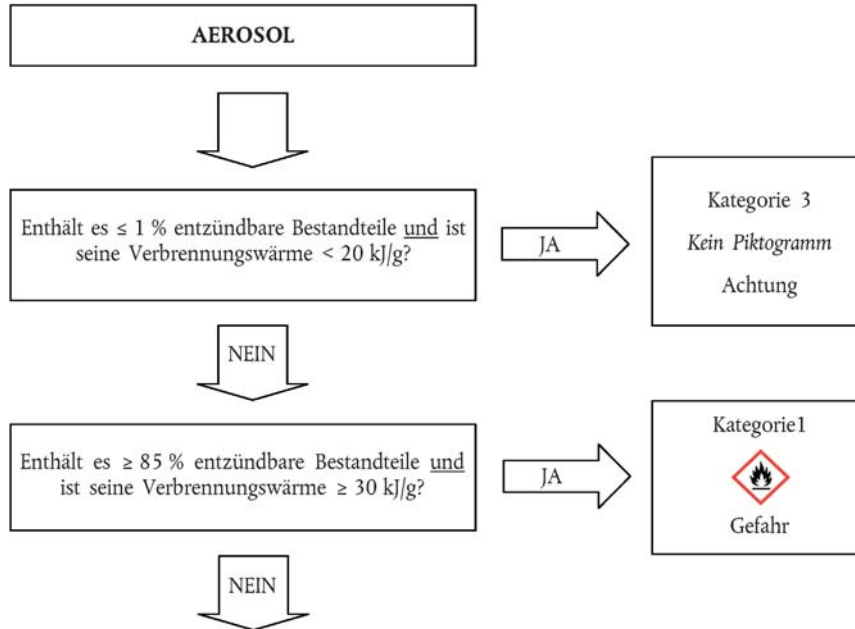 AEROSOL
Enthält es ≤ 1 % entzündbare Bestandteile und ist
seine Verbrennungswärme < 20 kJ/g?
JA
Kategorie 3
Kein Piktogramm
Achtung
NEIN
Enthält es ≥ 85 % entzündbare Bestandteile und
ist seine Verbrennungswärme ≥ 30 kJ/g?
JA
Kategorie1
Gefahr
NEIN